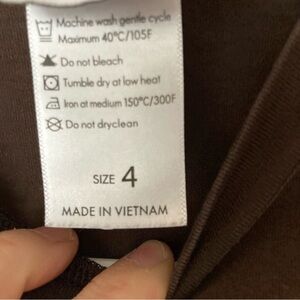 Machine wash gentle cycle
Maximum 40°C/105F
Do not bleach
Tumble dry at low heat
Iron at medium 150°C/300F
Do not dryclean
SIZE 4
MADE IN VIETNAM